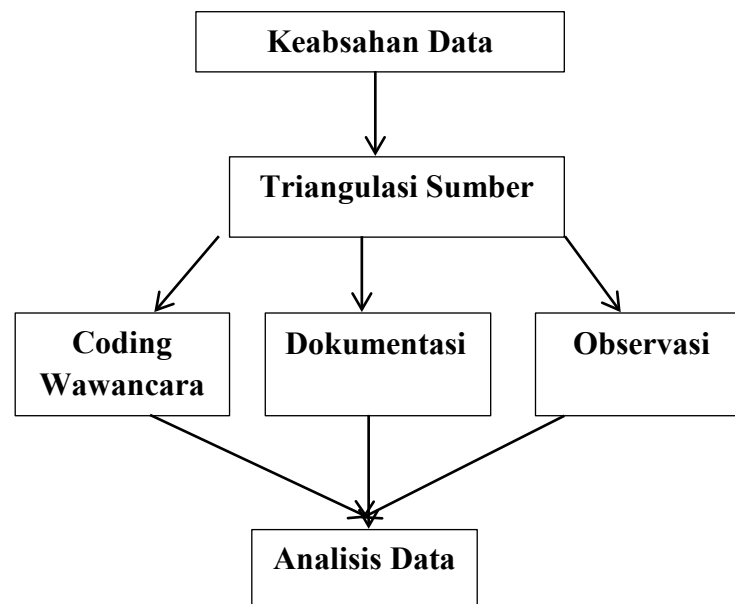 Keabsahan Data
Triangulasi Sumber
Coding
Wawancara
Dokumentasi
Observasi
Analisis Data